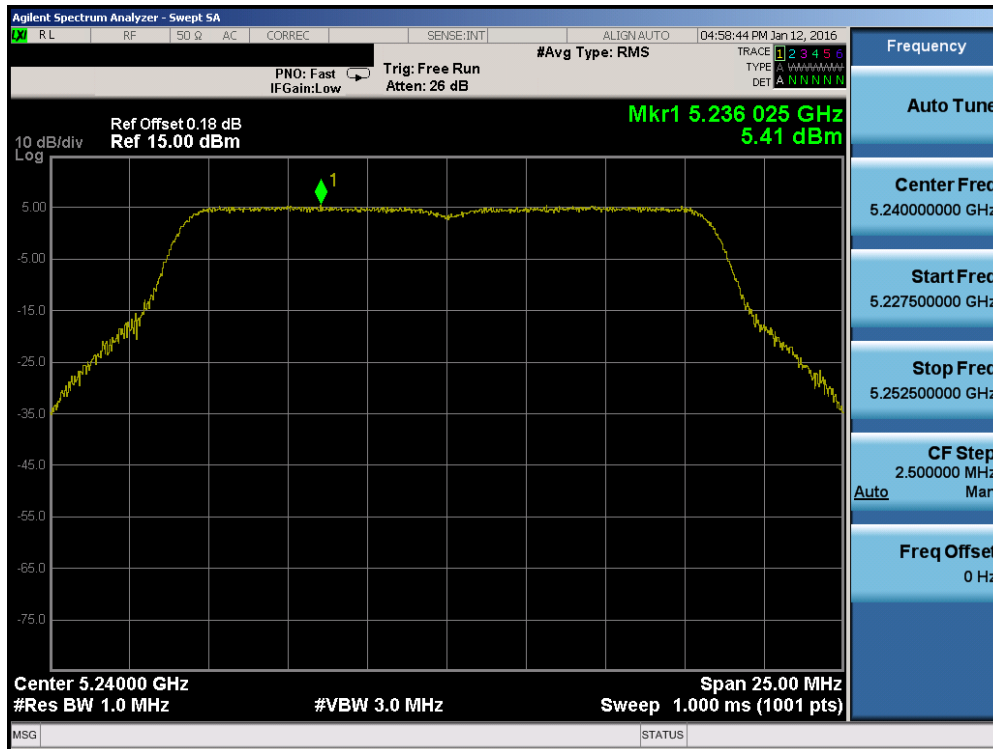 Agilent Spectrum Analyzer - Swept SA
LXI RL RF 50 Ω AC CORREC SENSE:INT ALIGN AUTO 04:58:44 PM Jan 12, 2016
#Avg Type: RMS TRACE 1 2 3 4 5 6
PNO: Fast Trig: Free Run TYPE A WWWWW
IFGain:Low Atten: 26 dB DET A N N N N N
Mkr1 5.236 025 GHz
5.41 dBm
Ref Offset 0.18 dB
10 dB/div Ref 15.00 dBm
Log
1
5.00
-5.00
-15.0
-25.0
-35.0
-45.0
-55.0
-65.0
-75.0
Center 5.24000 GHz Span 25.00 MHz
#Res BW 1.0 MHz #VBW 3.0 MHz Sweep 1.000 ms (1001 pts)
MSG STATUS
Frequency
Auto Tune
Center Freq
5.240000000 GHz
Start Freq
5.227500000 GHz
Stop Freq
5.252500000 GHz
CF Step
2.500000 MHz
Auto Man
Freq Offset
0 Hz